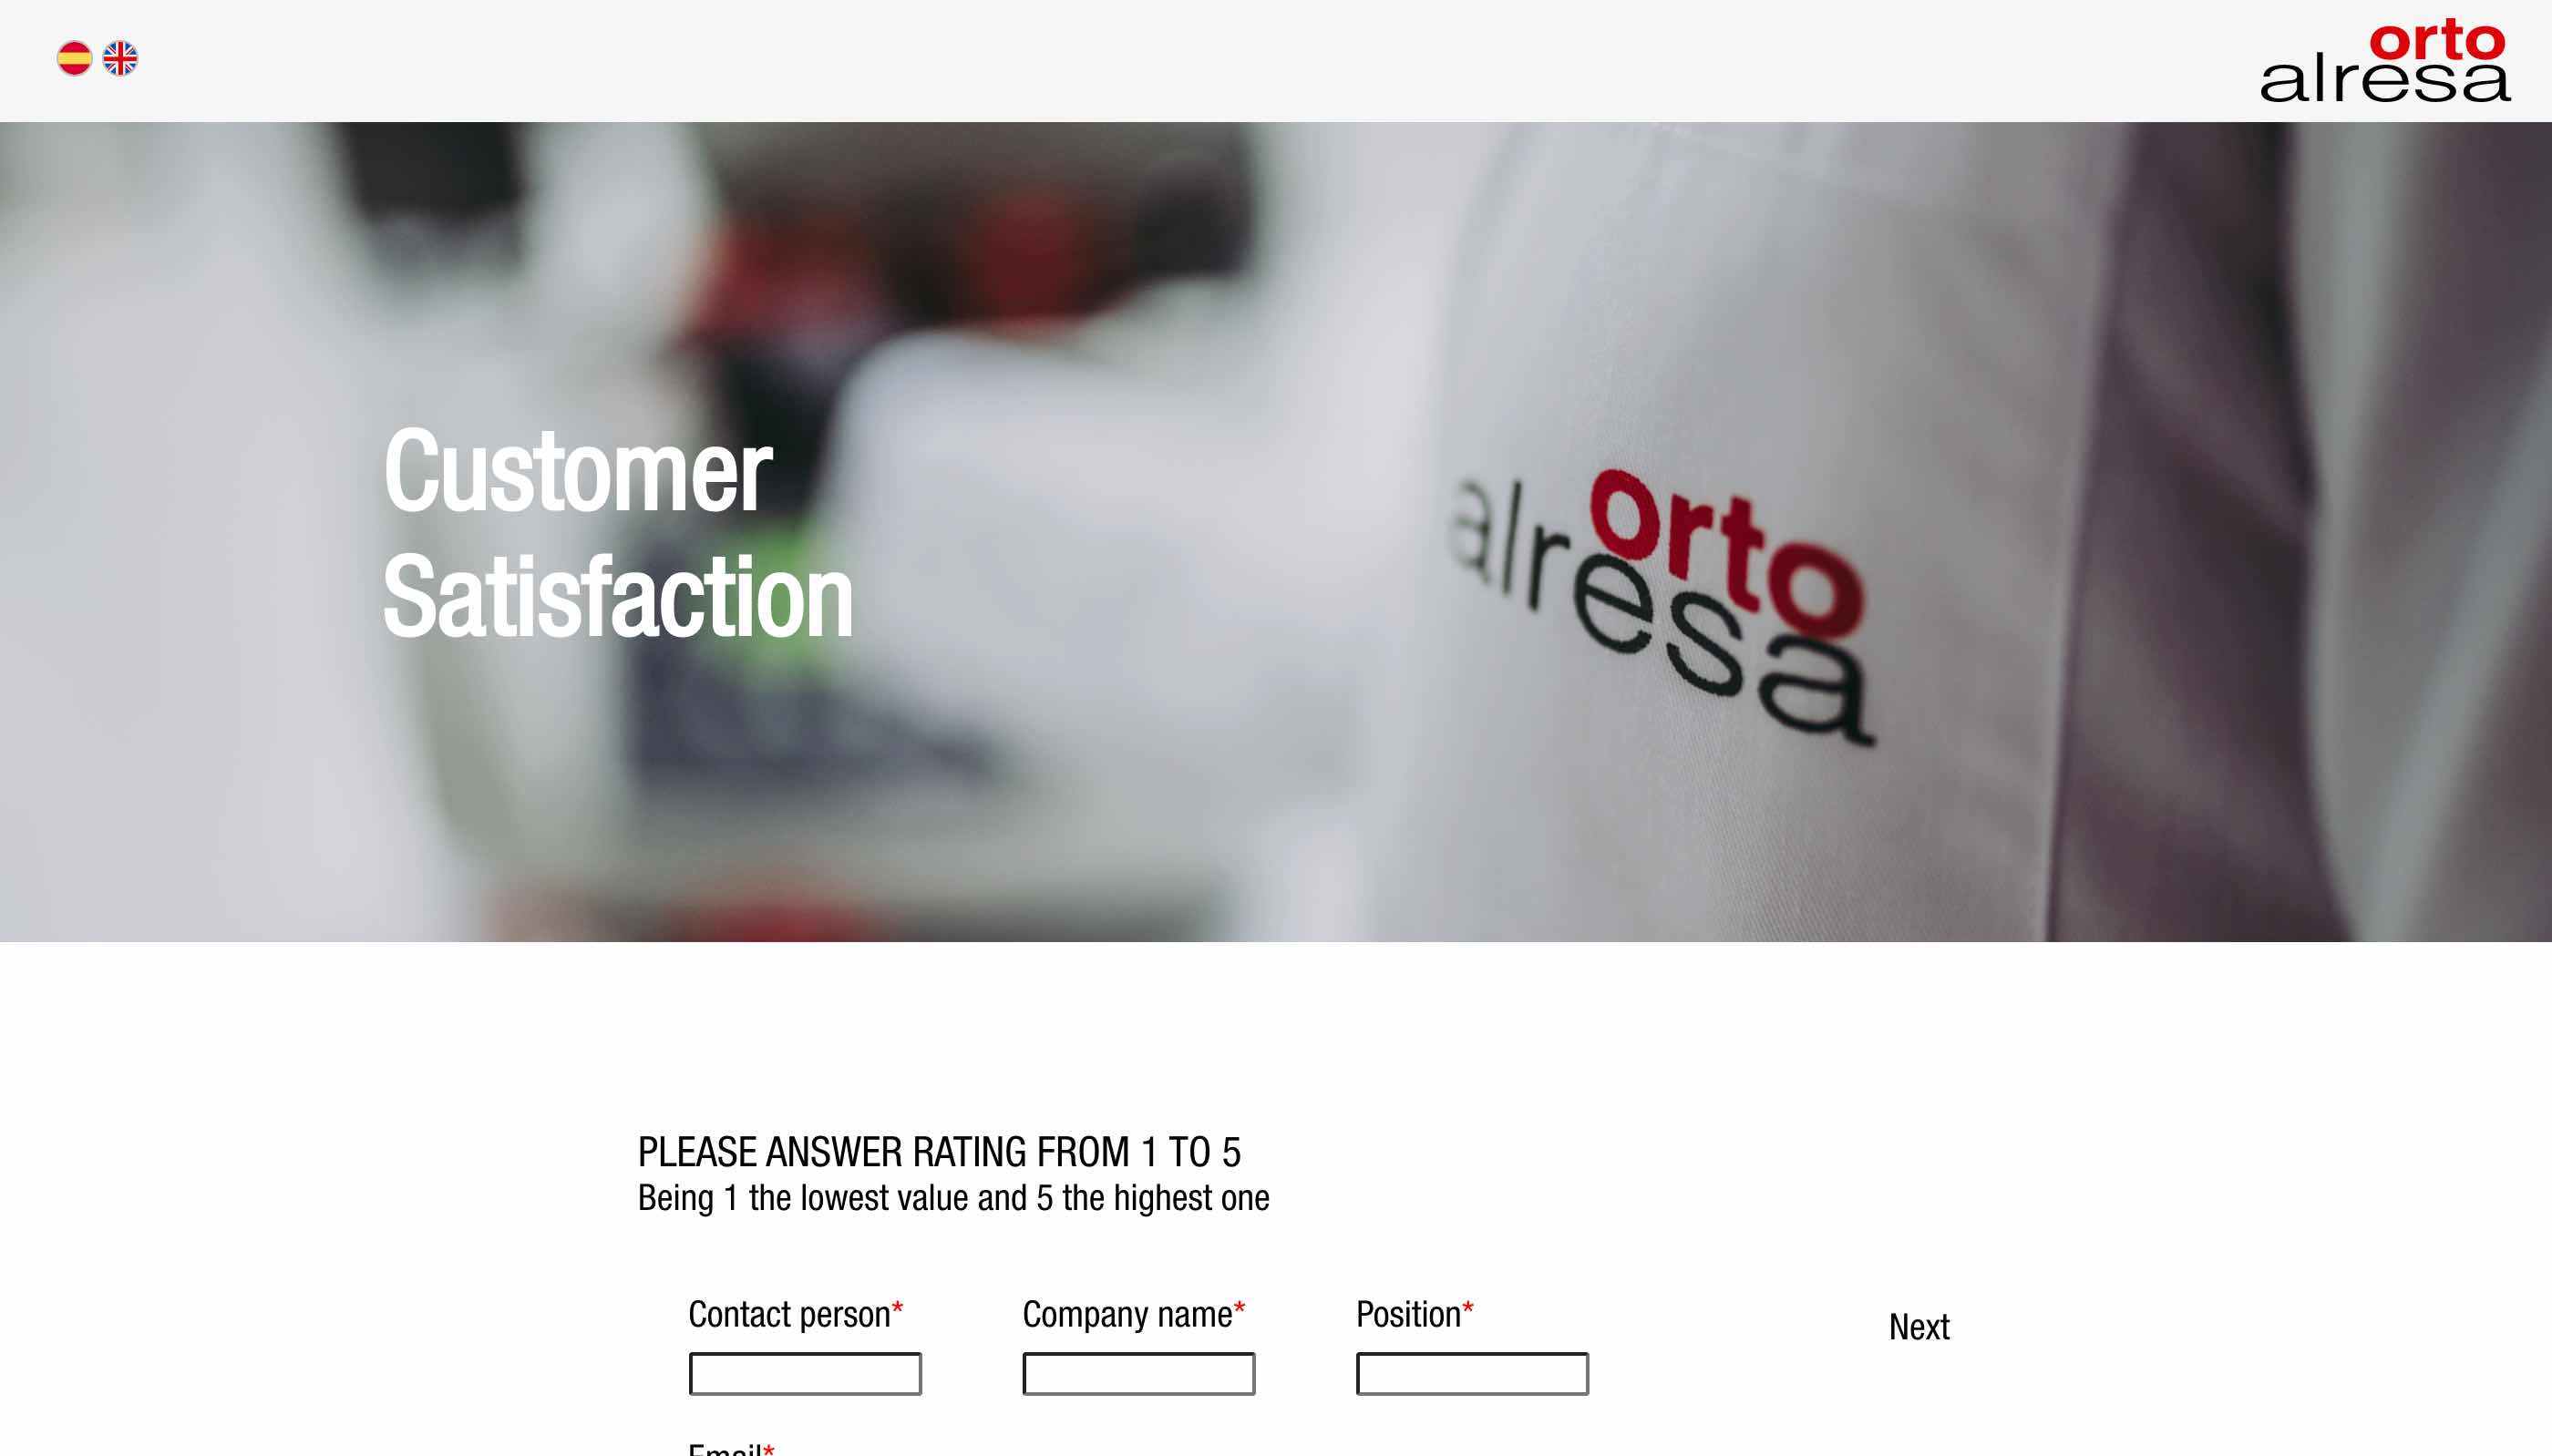 orto
alresa
Customer
Satisfaction
orto
alresa
PLEASE ANSWER RATING FROM 1 TO 5
Being 1 the lowest value and 5 the highest one
Contact person*
Company name*
Position*
Next
Email*